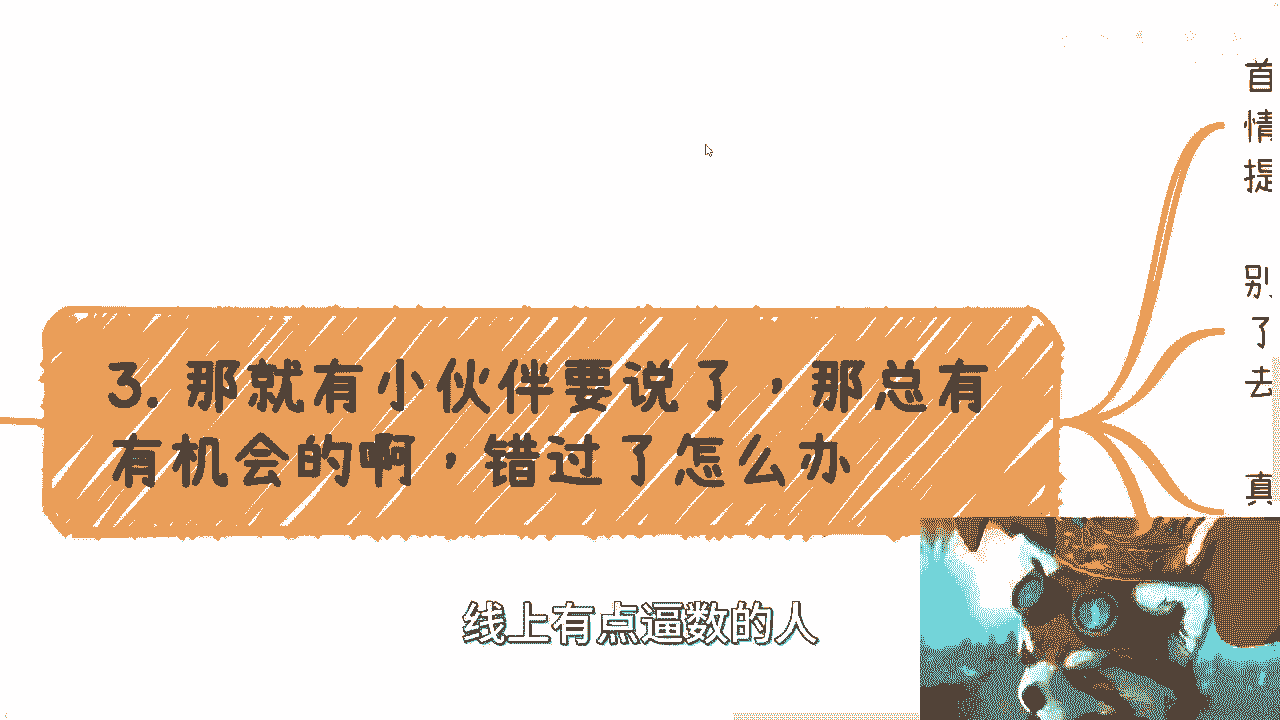 3. 那就有小伙伴要说了，那总有
有机会的啊，错过了怎么办
首
情
提
别
了
去
真
线上有点逼数的人